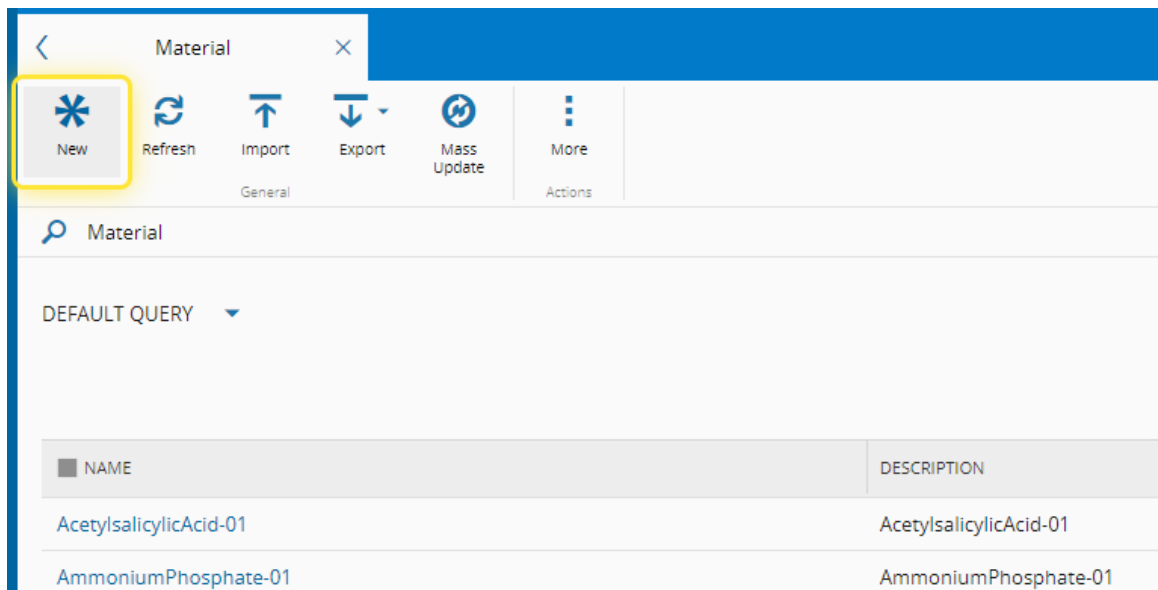 Material
New Refresh Import Export Mass Update More
General Actions
Material
DEFAULT QUERY
NAME DESCRIPTION
AcetylsalicylicAcid-01 AcetylsalicylicAcid-01
AmmoniumPhosphate-01 AmmoniumPhosphate-01